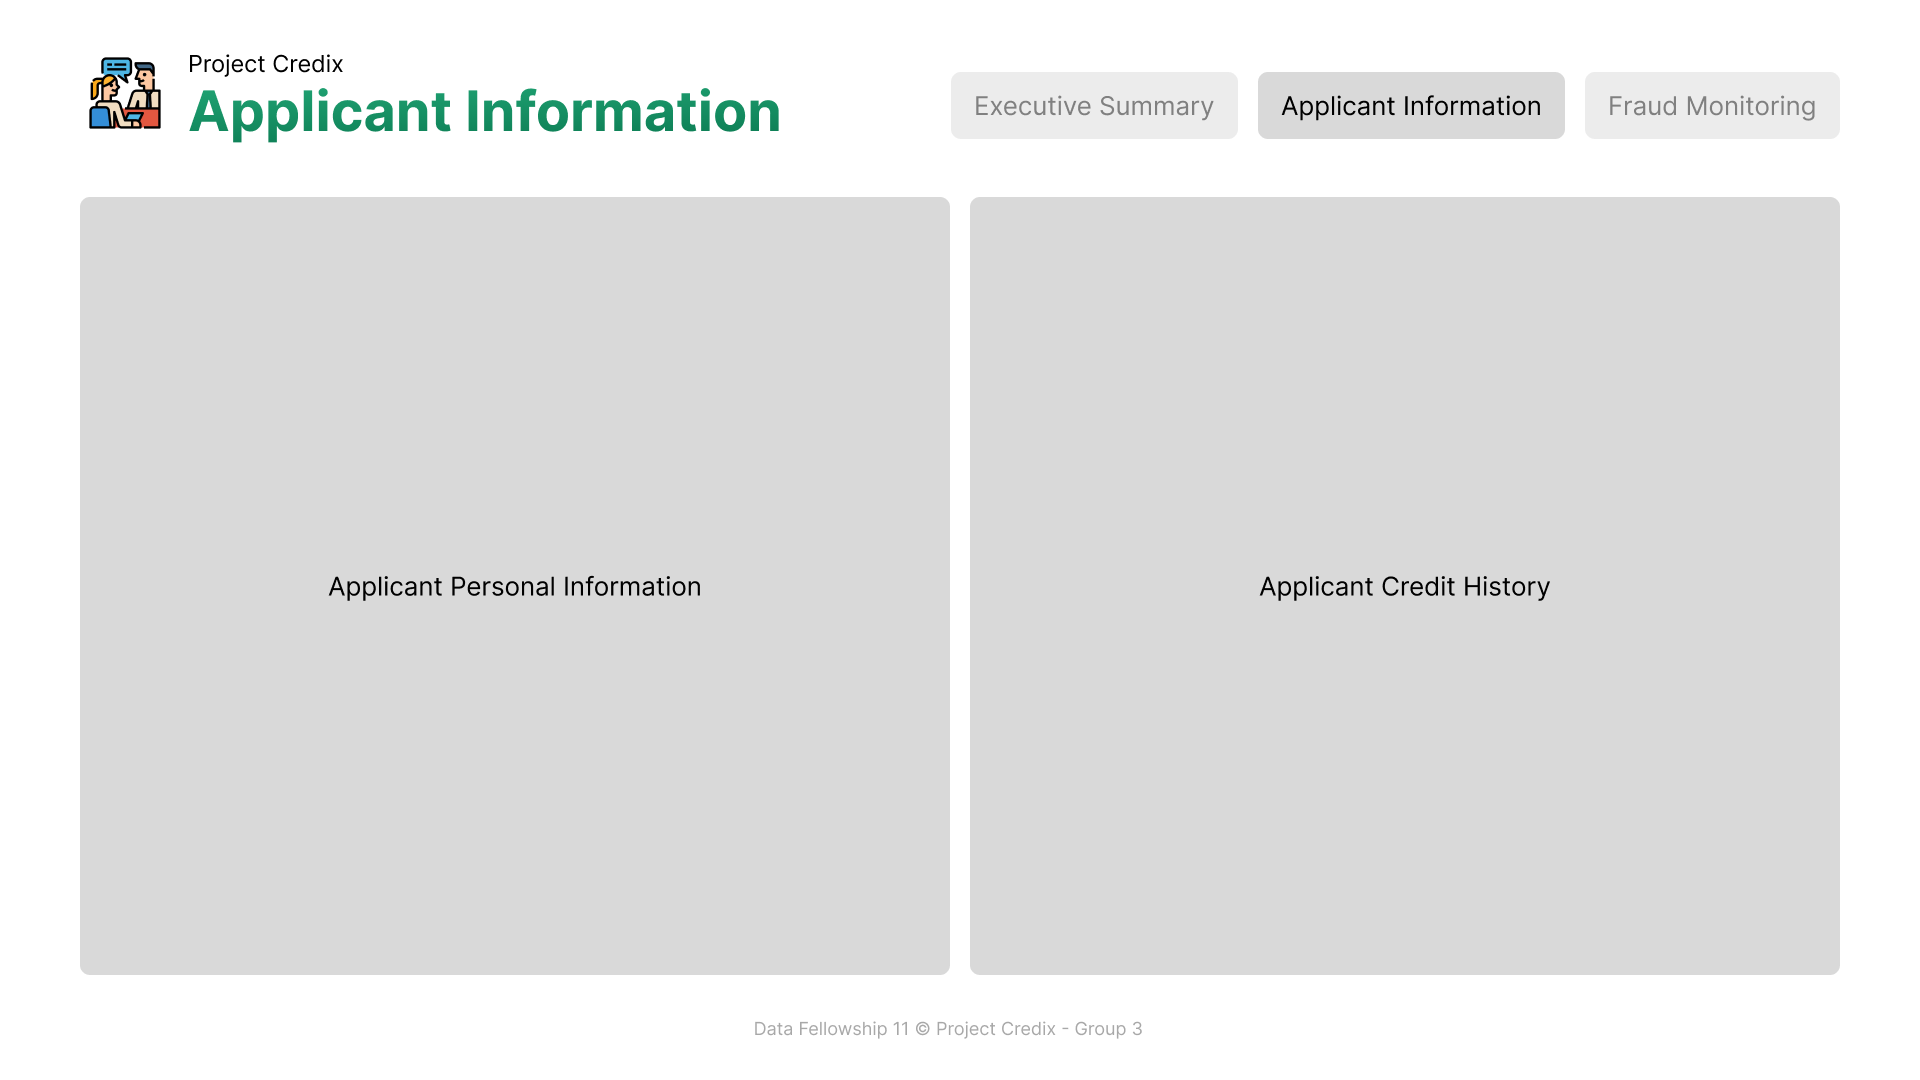 Project Credix
Applicant Information
Executive Summary
Applicant Information
Fraud Monitoring
Applicant Personal Information
Applicant Credit History
Data Fellowship 11 © Project Credix - Group 3